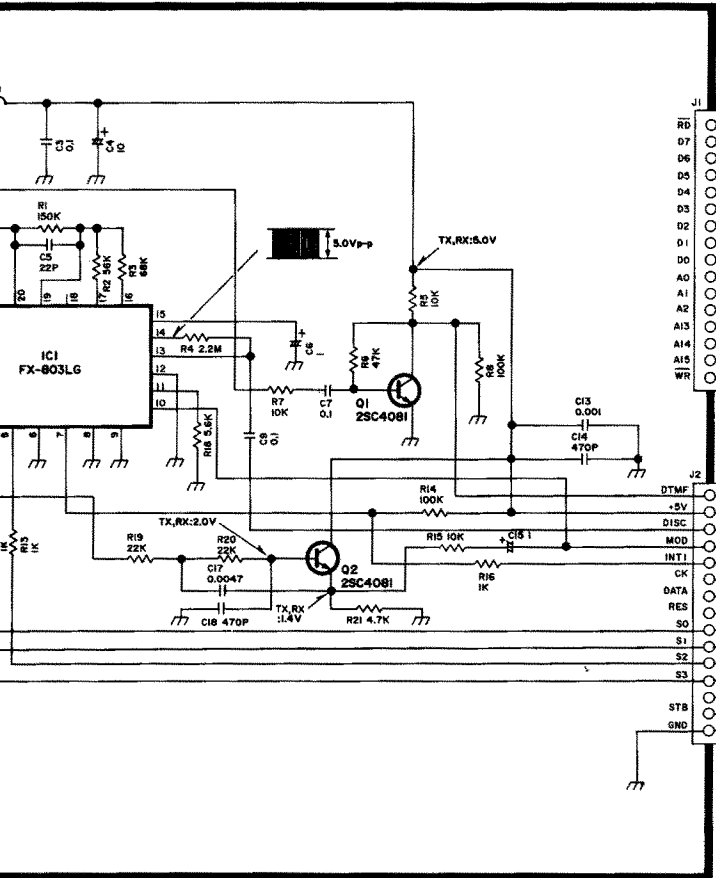 J1
RD
D7
D6
D5
D4
D3
D2
D1
D0
A0
A1
A2
A13
A14
A15
WR
C3
0.1
C4
10
R1
150K
C5
22P
R2 56K
R3
68K
20
19
18
17
16
5.0Vp-p
TX,RX:5.0V
R5
10K
IC1
FX-803LG
15
14
13
12
11
10
R4 2.2M
C6
1
R6
47K
R8
100K
R7
10K
C7
0.1
Q1
2SC4081
R18 5.6K
C9
0.1
C13
0.001
C14
470P
5
6
7
8
9
J2
DTMF
+5V
DISC
MOD
INT1
CK
DATA
RES
S0
S1
S2
S3
STB
GND
R14
100K
R15 10K
C15 1
R16
1K
1K
R13
1K
R19
22K
TX,RX:2.0V
R20
22K
C17
0.0047
C18 470P
Q2
2SC4081
TX,RX
:1.4V
R21 4.7K